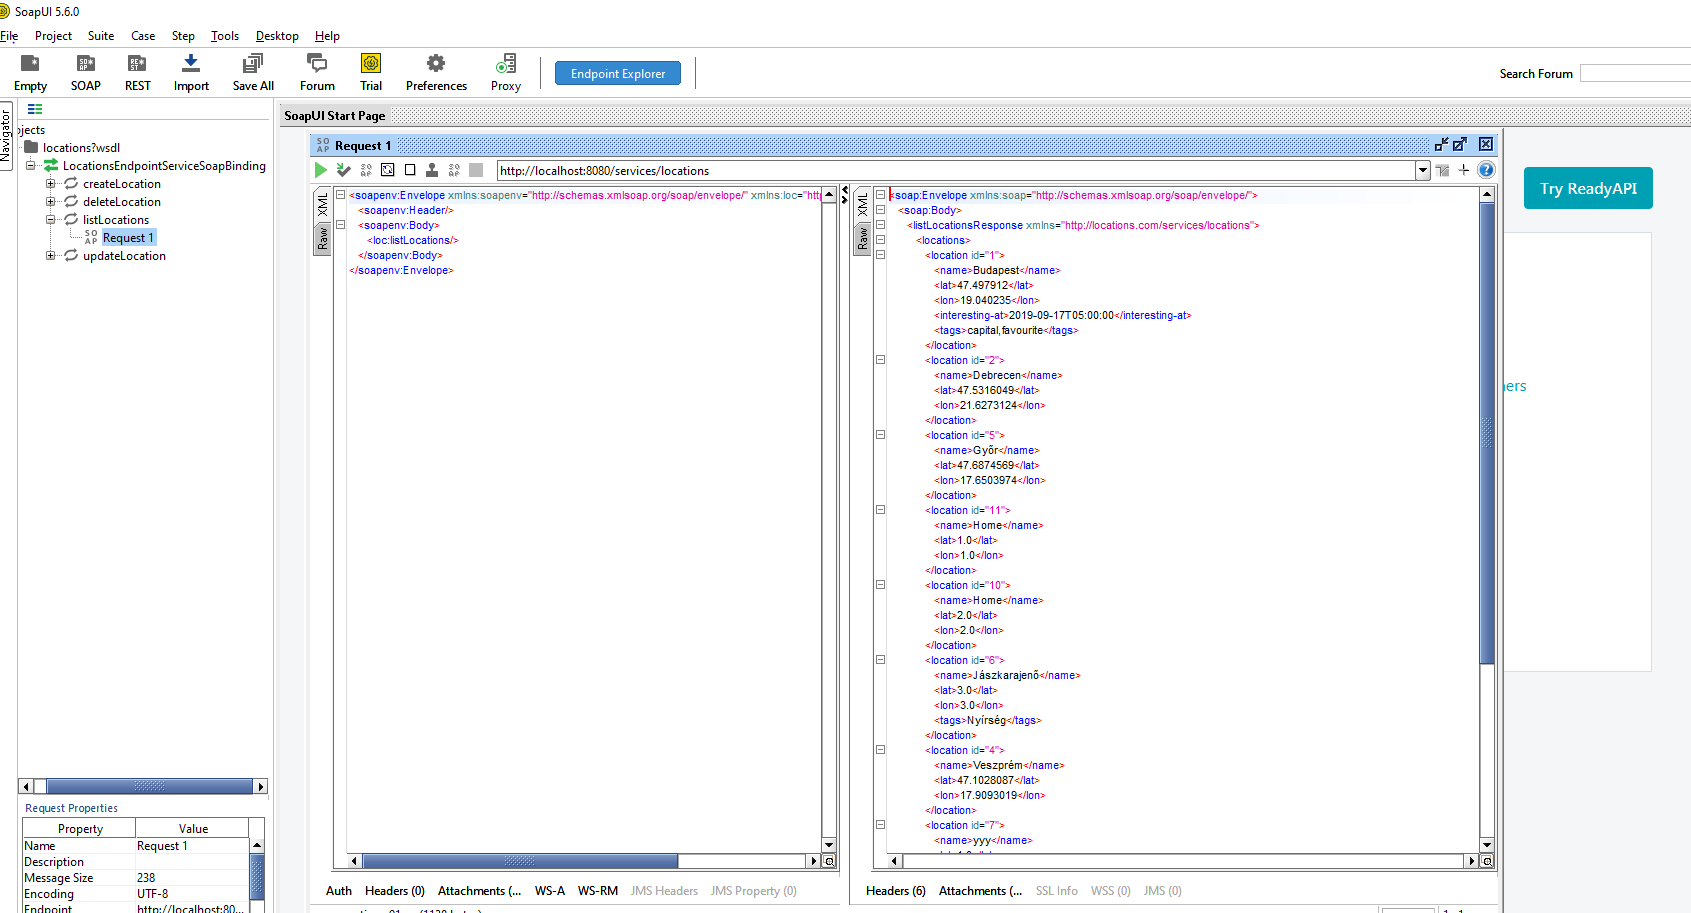 SoapUI 5.6.0
File Project Suite Case Step Tools Desktop Help
Empty SOAP REST Import Save All Forum Trial Preferences Proxy Endpoint Explorer Search Forum
Navigator
jects
locations?wsdl
LocationsEndpointServiceSoapBinding
createLocation
deleteLocation
listLocations
SOAP Request 1
updateLocation
Request Properties
Property Value
Name Request 1
Description
Message Size 238
Encoding UTF-8
Endpoint http://localhost:80...
SoapUI Start Page
SOAP Request 1
http://localhost:8080/services/locations
XML
Raw
<soapenv:Envelope xmlns:soapenv="http://schemas.xmlsoap.org/soap/envelope/" xmlns:loc="htt
<soapenv:Header/>
<soapenv:Body>
<loc:listLocations/>
</soapenv:Body>
</soapenv:Envelope>
Auth Headers (0) Attachments (... WS-A WS-RM JMS Headers JMS Property (0)
XML
Raw
<soap:Envelope xmlns:soap="http://schemas.xmlsoap.org/soap/envelope/">
<soap:Body>
<listLocationsResponse xmlns="http://locations.com/services/locations">
<locations>
<location id="1">
<name>Budapest</name>
<lat>47.497912</lat>
<lon>19.040235</lon>
<interesting-at>2019-09-17T05:00:00</interesting-at>
<tags>capital,favourite</tags>
</location>
<location id="2">
<name>Debrecen</name>
<lat>47.5316049</lat>
<lon>21.6273124</lon>
</location>
<location id="5">
<name>Győr</name>
<lat>47.6874569</lat>
<lon>17.6503974</lon>
</location>
<location id="11">
<name>Home</name>
<lat>1.0</lat>
<lon>1.0</lon>
</location>
<location id="10">
<name>Home</name>
<lat>2.0</lat>
<lon>2.0</lon>
</location>
<location id="6">
<name>Jászkarajenő</name>
<lat>3.0</lat>
<lon>3.0</lon>
<tags>Nyírség</tags>
</location>
<location id="4">
<name>Veszprém</name>
<lat>47.1028087</lat>
<lon>17.9093019</lon>
</location>
<location id="7">
<name>yyy</name>
Headers (6) Attachments (... SSL Info WSS (0) JMS (0)
Try ReadyAPI
ners